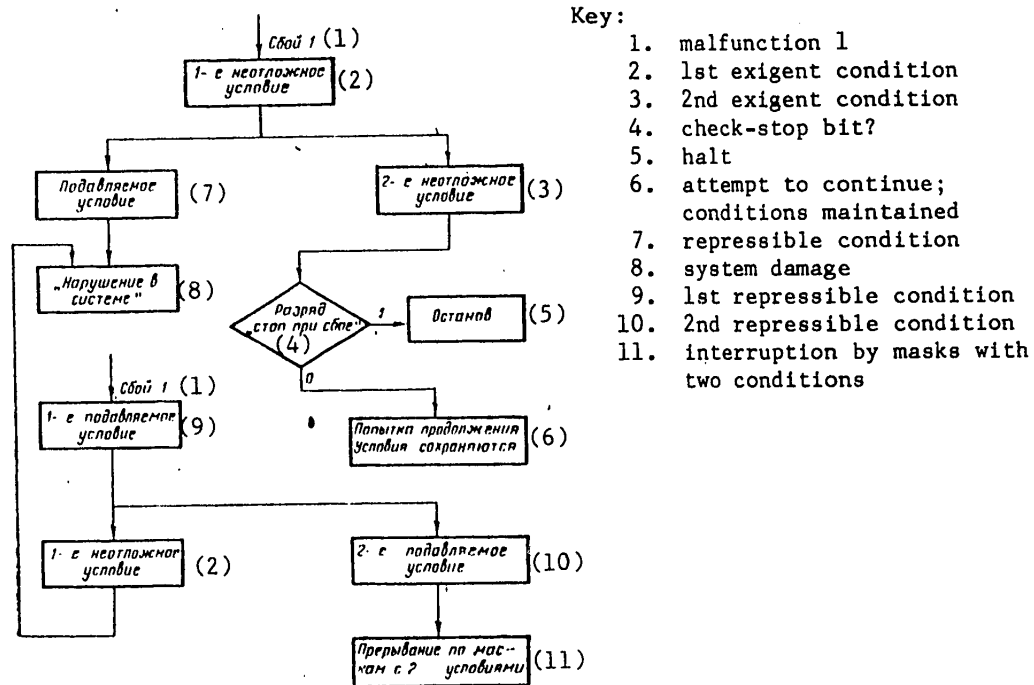 Сбой 1 (1)
1-е неотложное
условие (2)
Подавляемое
условие (7)
2-е неотложное
условие (3)
„Нарушение в
системе" (8)
Разряд
„стоп при сбое"
(4)
1
0
Останов (5)
Сбой 1 (1)
1-е подавляемое
условие (9)
Попытка продолжения
Условия сохраняются (6)
1-е неотложное
условие (2)
2-е подавляемое
условие (10)
Прерывание по мас-
кам с 2 условиями (11)
Key:
1. malfunction 1
2. 1st exigent condition
3. 2nd exigent condition
4. check-stop bit?
5. halt
6. attempt to continue;
conditions maintained
7. repressible condition
8. system damage
9. 1st repressible condition
10. 2nd repressible condition
11. interruption by masks with
two conditions